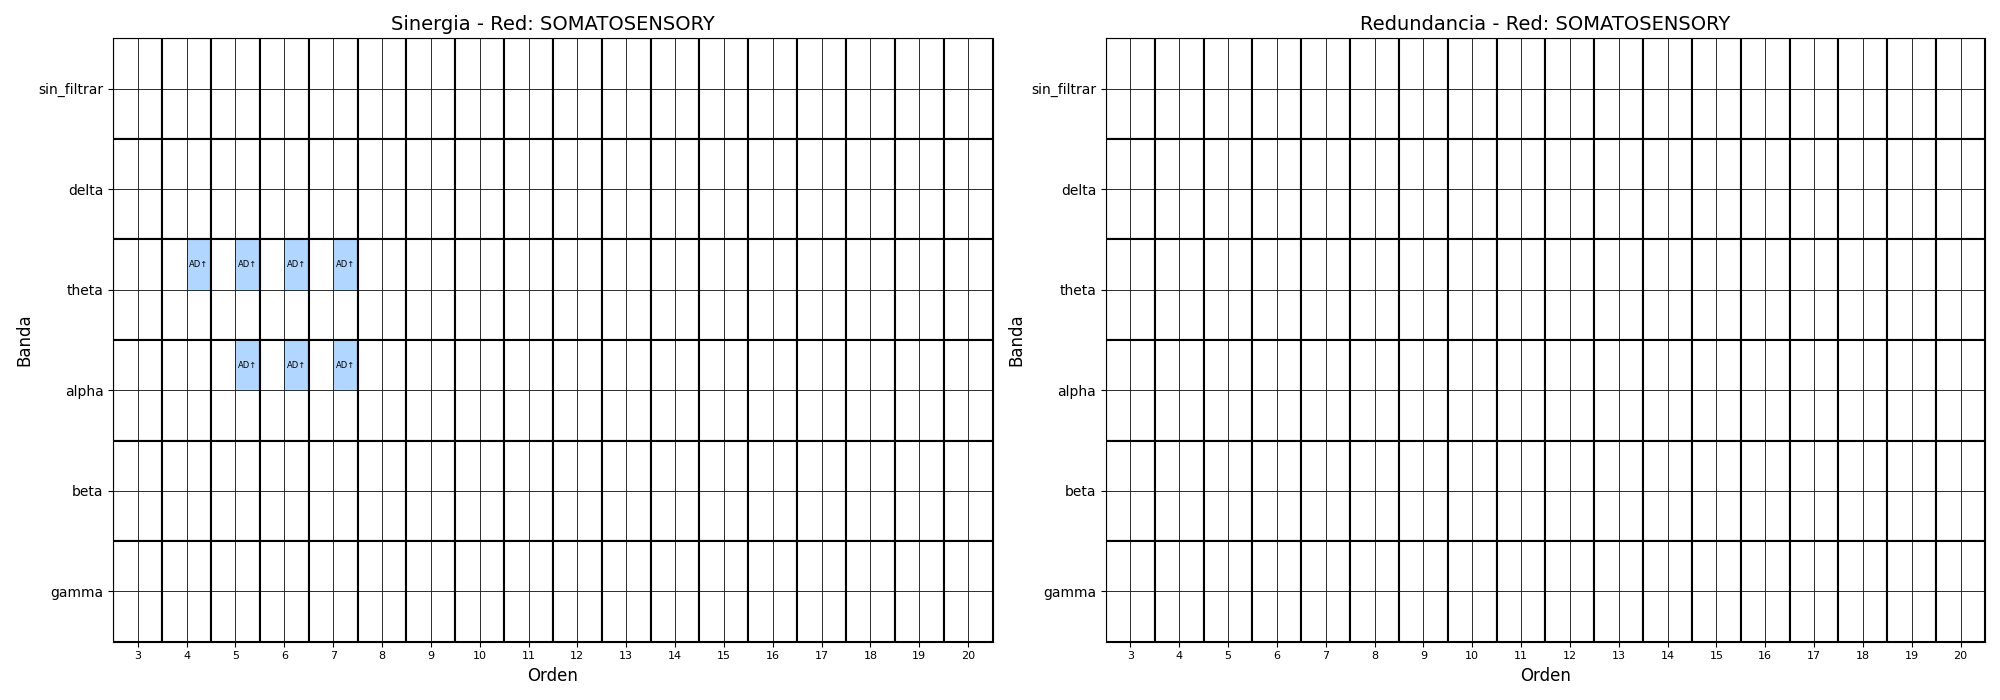 Sinergia - Red: SOMATOSENSORY
Banda
sin_filtrar
delta
theta
alpha
beta
gamma
AD↑ AD↑ AD↑ AD↑
AD↑ AD↑ AD↑
3 4 5 6 7 8 9 10 11 12 13 14 15 16 17 18 19 20
Orden
Redundancia - Red: SOMATOSENSORY
Banda
sin_filtrar
delta
theta
alpha
beta
gamma
3 4 5 6 7 8 9 10 11 12 13 14 15 16 17 18 19 20
Orden